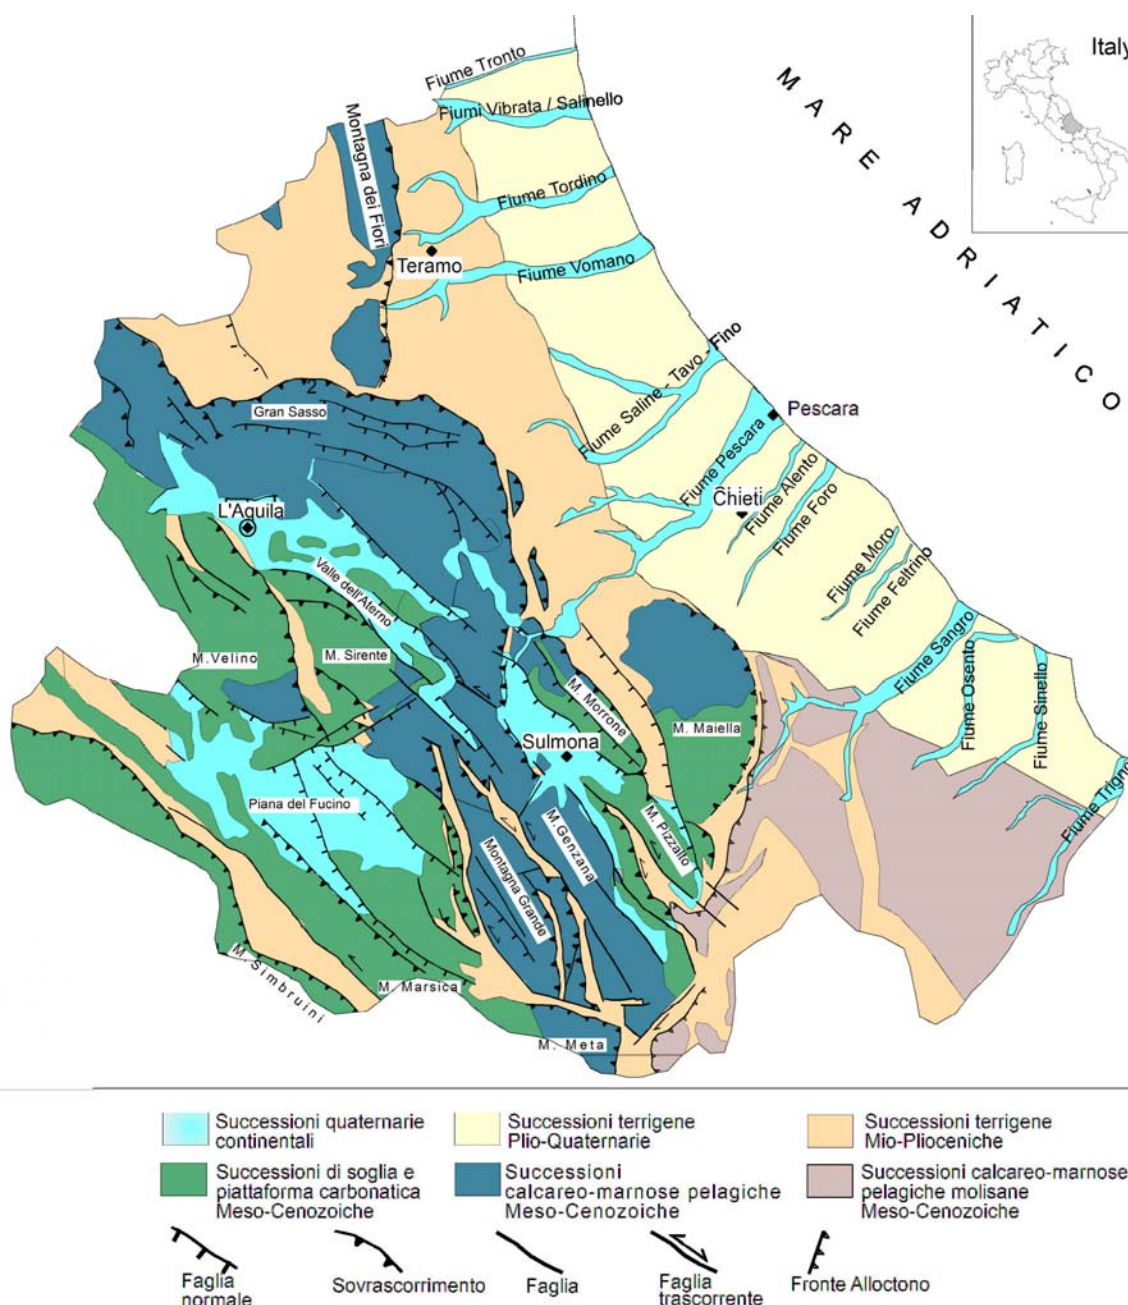 Italy
MARE ADRIATICO
Fiume Tronto
Fiumi Vibrata / Salinello
Montagna dei Fiori
Fiume Tordino
Teramo
Fiume Vomano
Fiume Saline - Tavo - Fino
2
Gran Sasso
Pescara
Fiume Pescara
Chieti
Fiume Alento
Fiume Foro
L'Aquila
Fiume Moro
Fiume Feltrino
Valle dell'Aterno
M. Velino
M. Sirente
Fiume Sangro
Fiume Osento
Fiume Sinello
M. Morrone
M. Maiella
Sulmona
Fiume Trigno
Piana del Fucino
M. Genzana
M. Pizzalto
Montagna Grande
M. Simbruini
M. Marsica
M. Meta
Successioni quaternarie
continentali
Successioni terrigene
Plio-Quaternarie
Successioni terrigene
Mio-Plioceniche
Successioni di soglia e
piattaforma carbonatica
Meso-Cenozoiche
Successioni
calcareo-marnose pelagiche
Meso-Cenozoiche
Successioni calcareo-marnose
pelagiche molisane
Meso-Cenozoiche
Faglia
normale
Sovrascorrimento
Faglia
Faglia
trascorrente
Fronte Alloctono